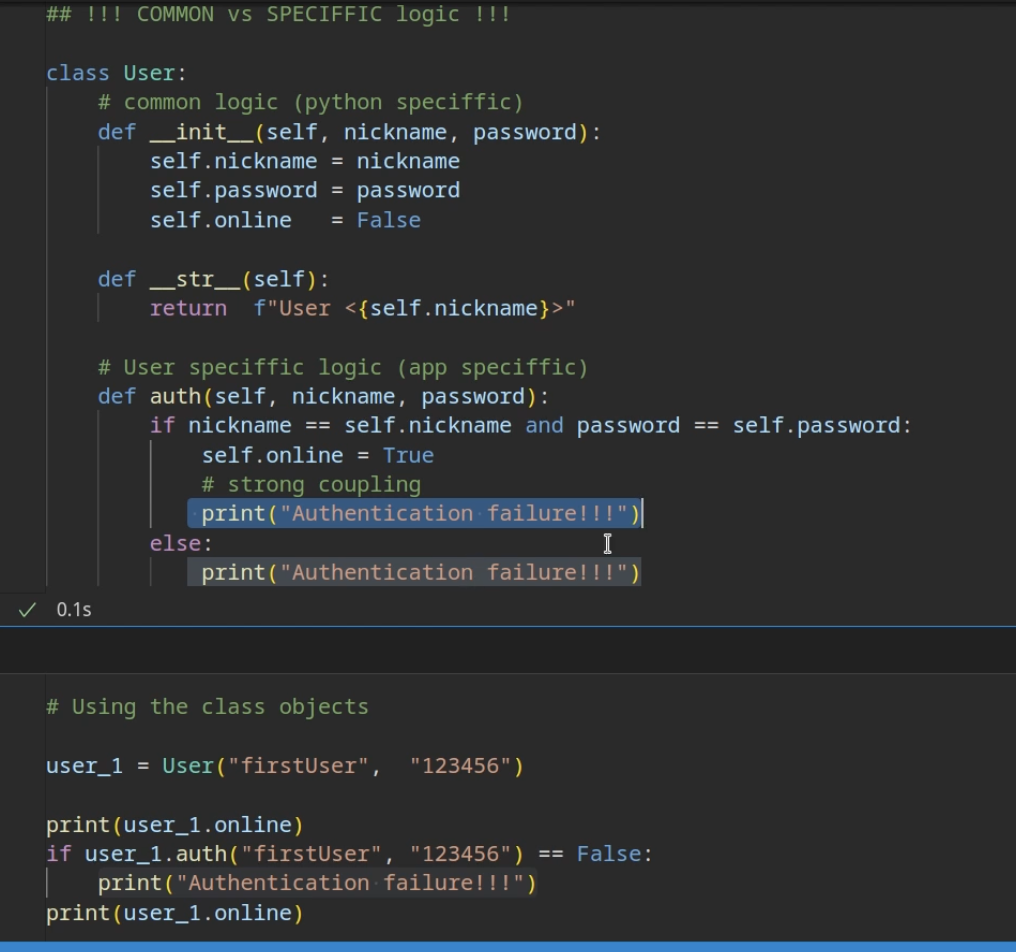 ## !!! COMMON vs SPECIFFIC logic !!!
class User:
    # common logic (python speciffic)
    def __init__(self, nickname, password):
        self.nickname = nickname
        self.password = password
        self.online   = False
    def __str__(self):
        return  f"User <{self.nickname}>"
    # User speciffic logic (app speciffic)
    def auth(self, nickname, password):
        if nickname == self.nickname and password == self.password:
            self.online = True
            # strong coupling
            print("Authentication failure!!!")
        else:
            print("Authentication failure!!!")
✓ 0.1s
# Using the class objects
user_1 = User("firstUser",  "123456")
print(user_1.online)
if user_1.auth("firstUser", "123456") == False:
    print("Authentication failure!!!")
print(user_1.online)